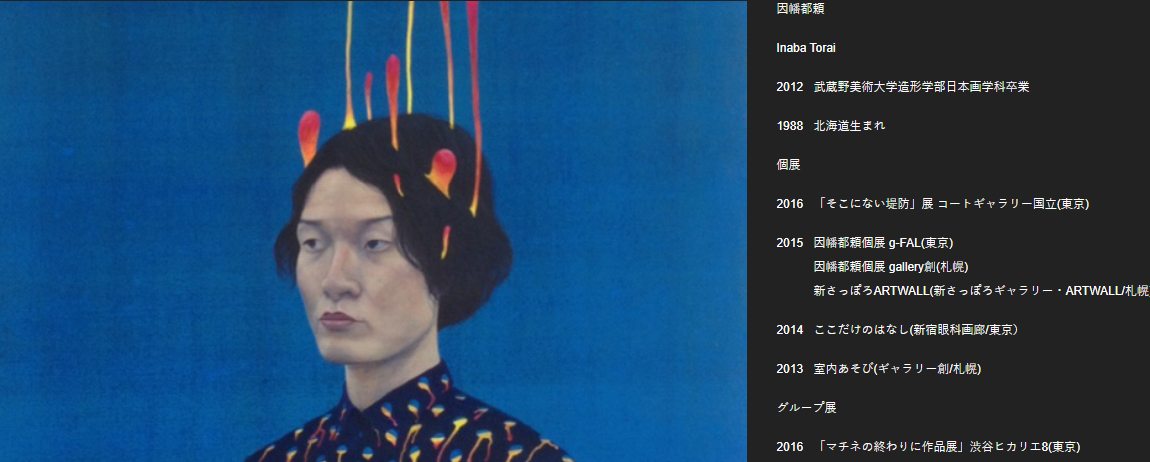 因幡都頼
Inaba Torai
2012 武蔵野美術大学造形学部日本画学科卒業
1988 北海道生まれ
個展
2016 「そこにない堤防」展 コートギャラリー国立(東京)
2015 因幡都頼個展 g-FAL(東京)
因幡都頼個展 gallery創(札幌)
新さっぽろARTWALL(新さっぽろギャラリー・ARTWALL/札幌)
2014 ここだけのはなし(新宿眼科画廊/東京）
2013 室内あそび(ギャラリー創/札幌)
グループ展
2016 「マチネの終わりに作品展」渋谷ヒカリエ8(東京)